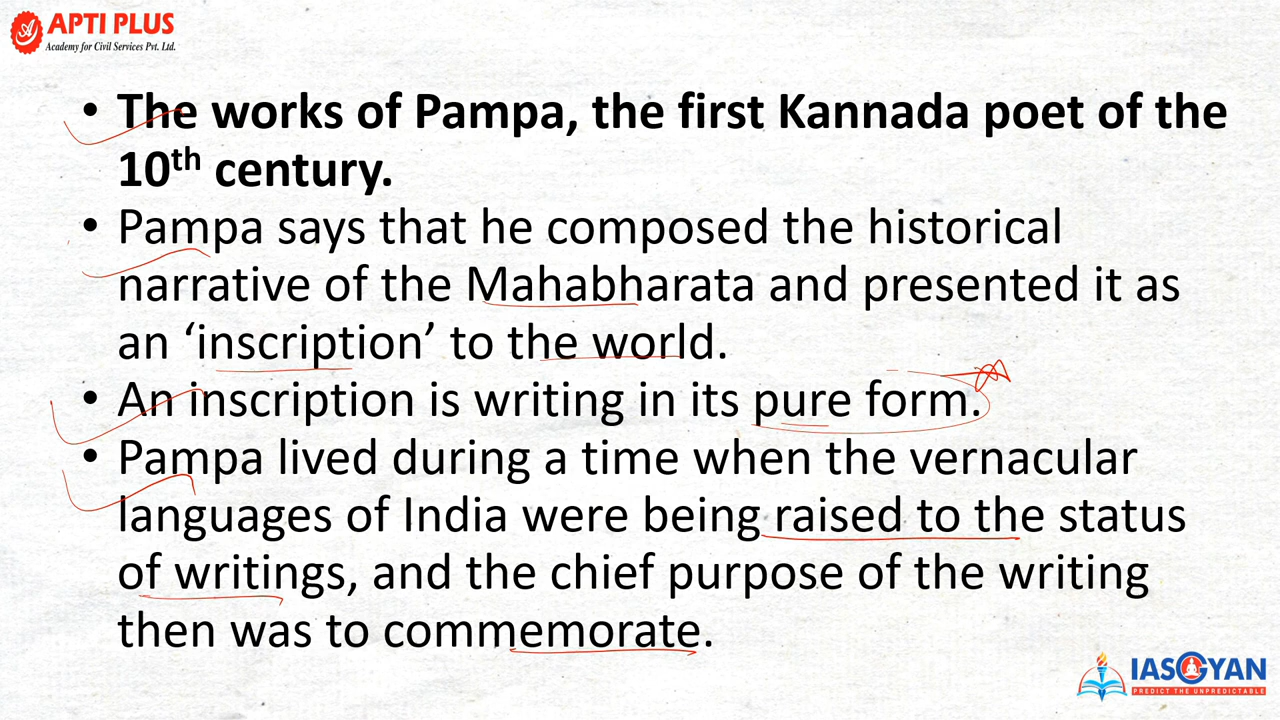 APTI PLUS
Academy for Civil Services Pvt. Ltd.
• The works of Pampa, the first Kannada poet of the
10th century.
• Pampa says that he composed the historical
narrative of the Mahabharata and presented it as
an ‘inscription’ to the world.
• An inscription is writing in its pure form.
• Pampa lived during a time when the vernacular
languages of India were being raised to the status
of writings, and the chief purpose of the writing
then was to commemorate.
IASGYAN
PREDICT THE UNPREDICTABLE